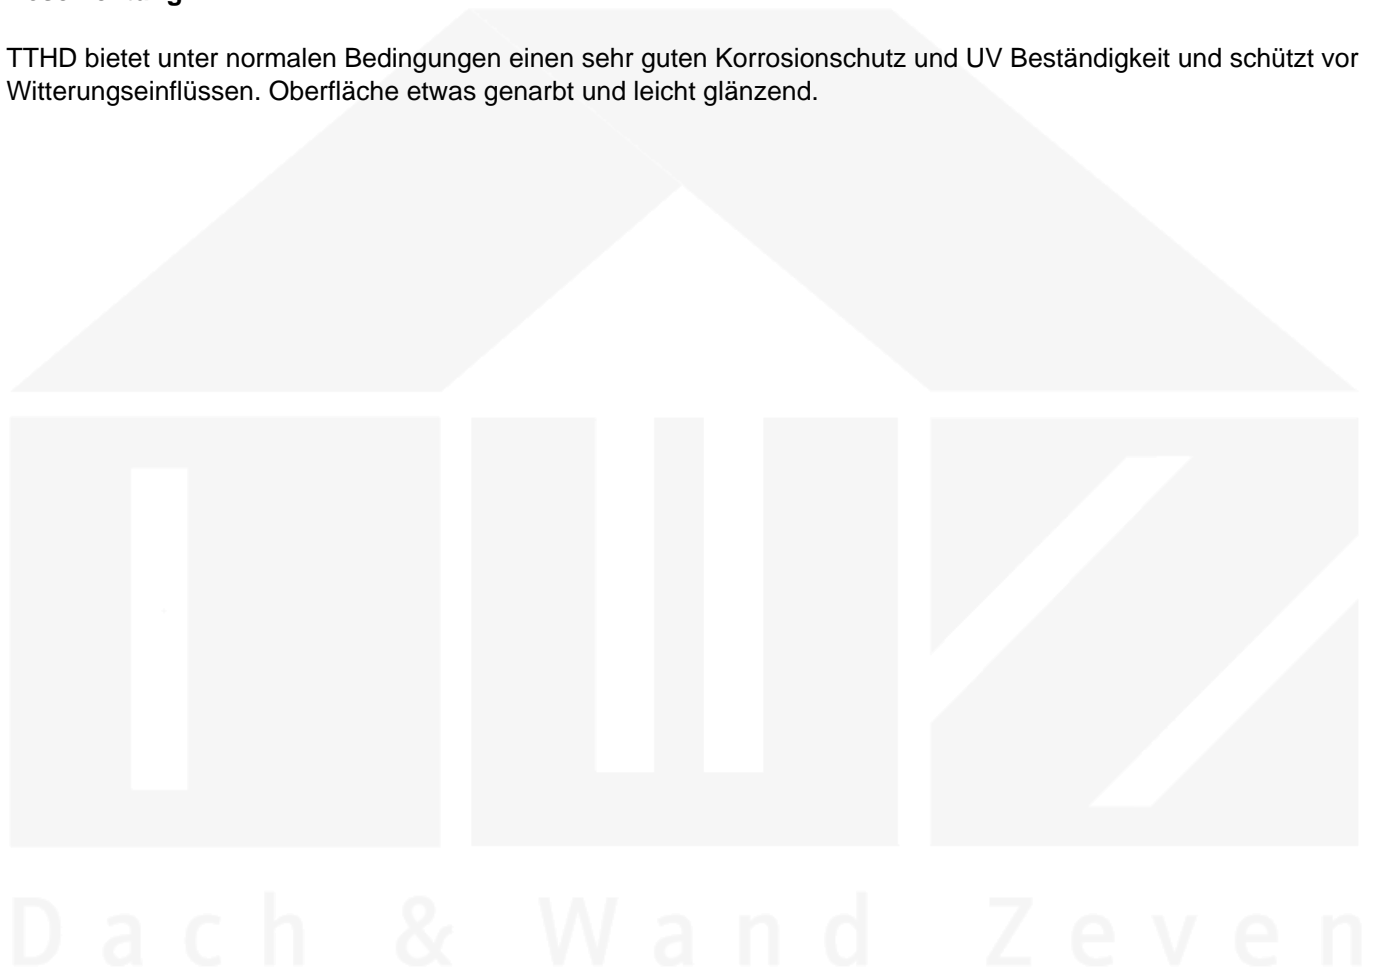 TTHD bietet unter normalen Bedingungen einen sehr guten Korrosionschutz und UV Beständigkeit und schützt vor
Witterungseinflüssen. Oberfläche etwas genarbt und leicht glänzend.
Dach & Wand Zeven